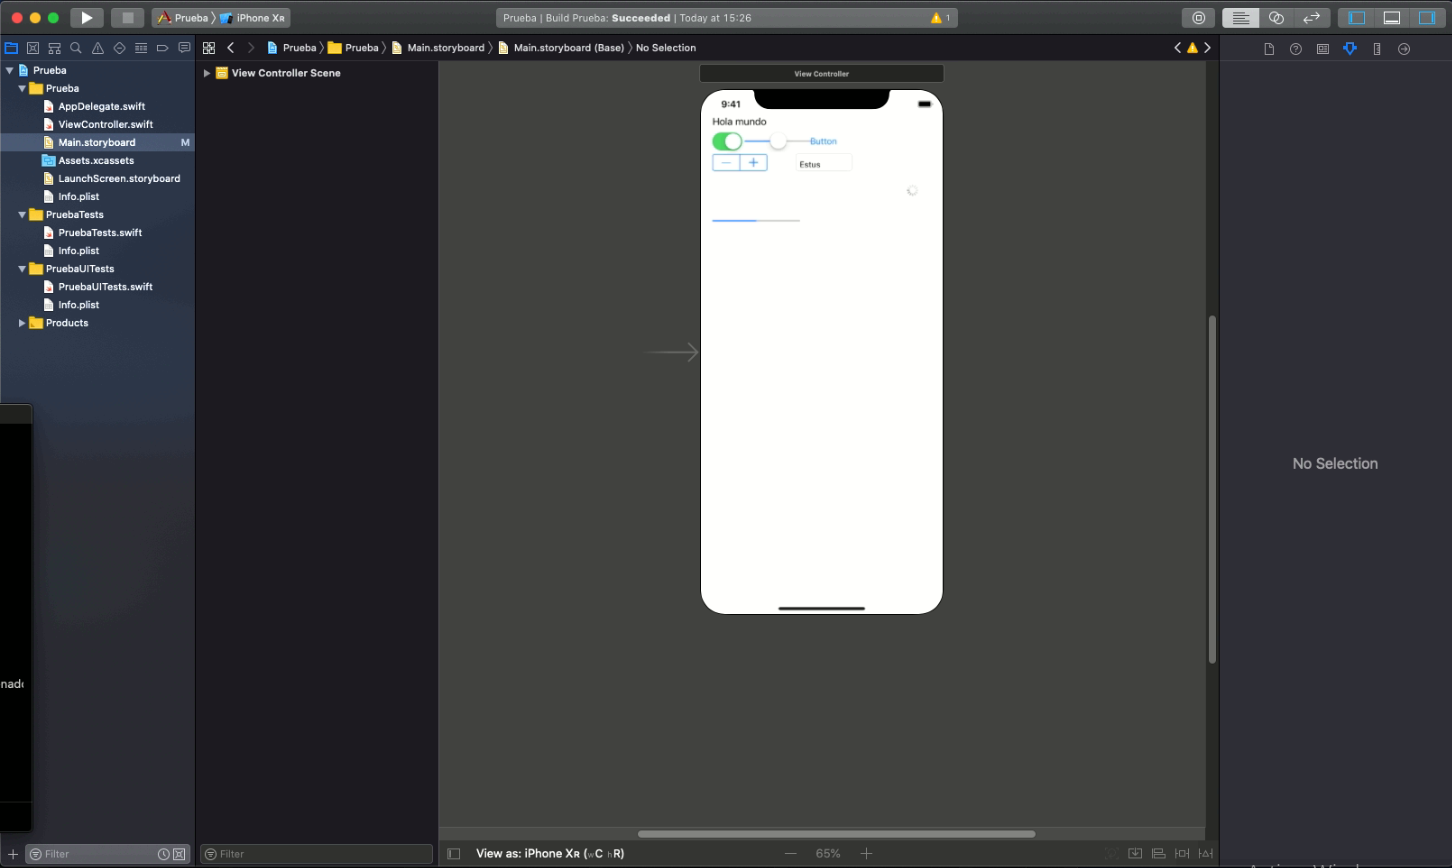 Prueba iPhone XR
Prueba | Build Prueba: Succeeded | Today at 15:26
1
Prueba Prueba Main.storyboard Main.storyboard (Base) No Selection
Prueba
Prueba
AppDelegate.swift
ViewController.swift
Main.storyboard M
Assets.xcassets
LaunchScreen.storyboard
Info.plist
PruebaTests
PruebaTests.swift
Info.plist
PruebaUITests
PruebaUITests.swift
Info.plist
Products
View Controller Scene
View Controller
9:41
Hola mundo
Button
Estus
No Selection
Filter
Filter
View as: iPhone XR (wC hR)
65%